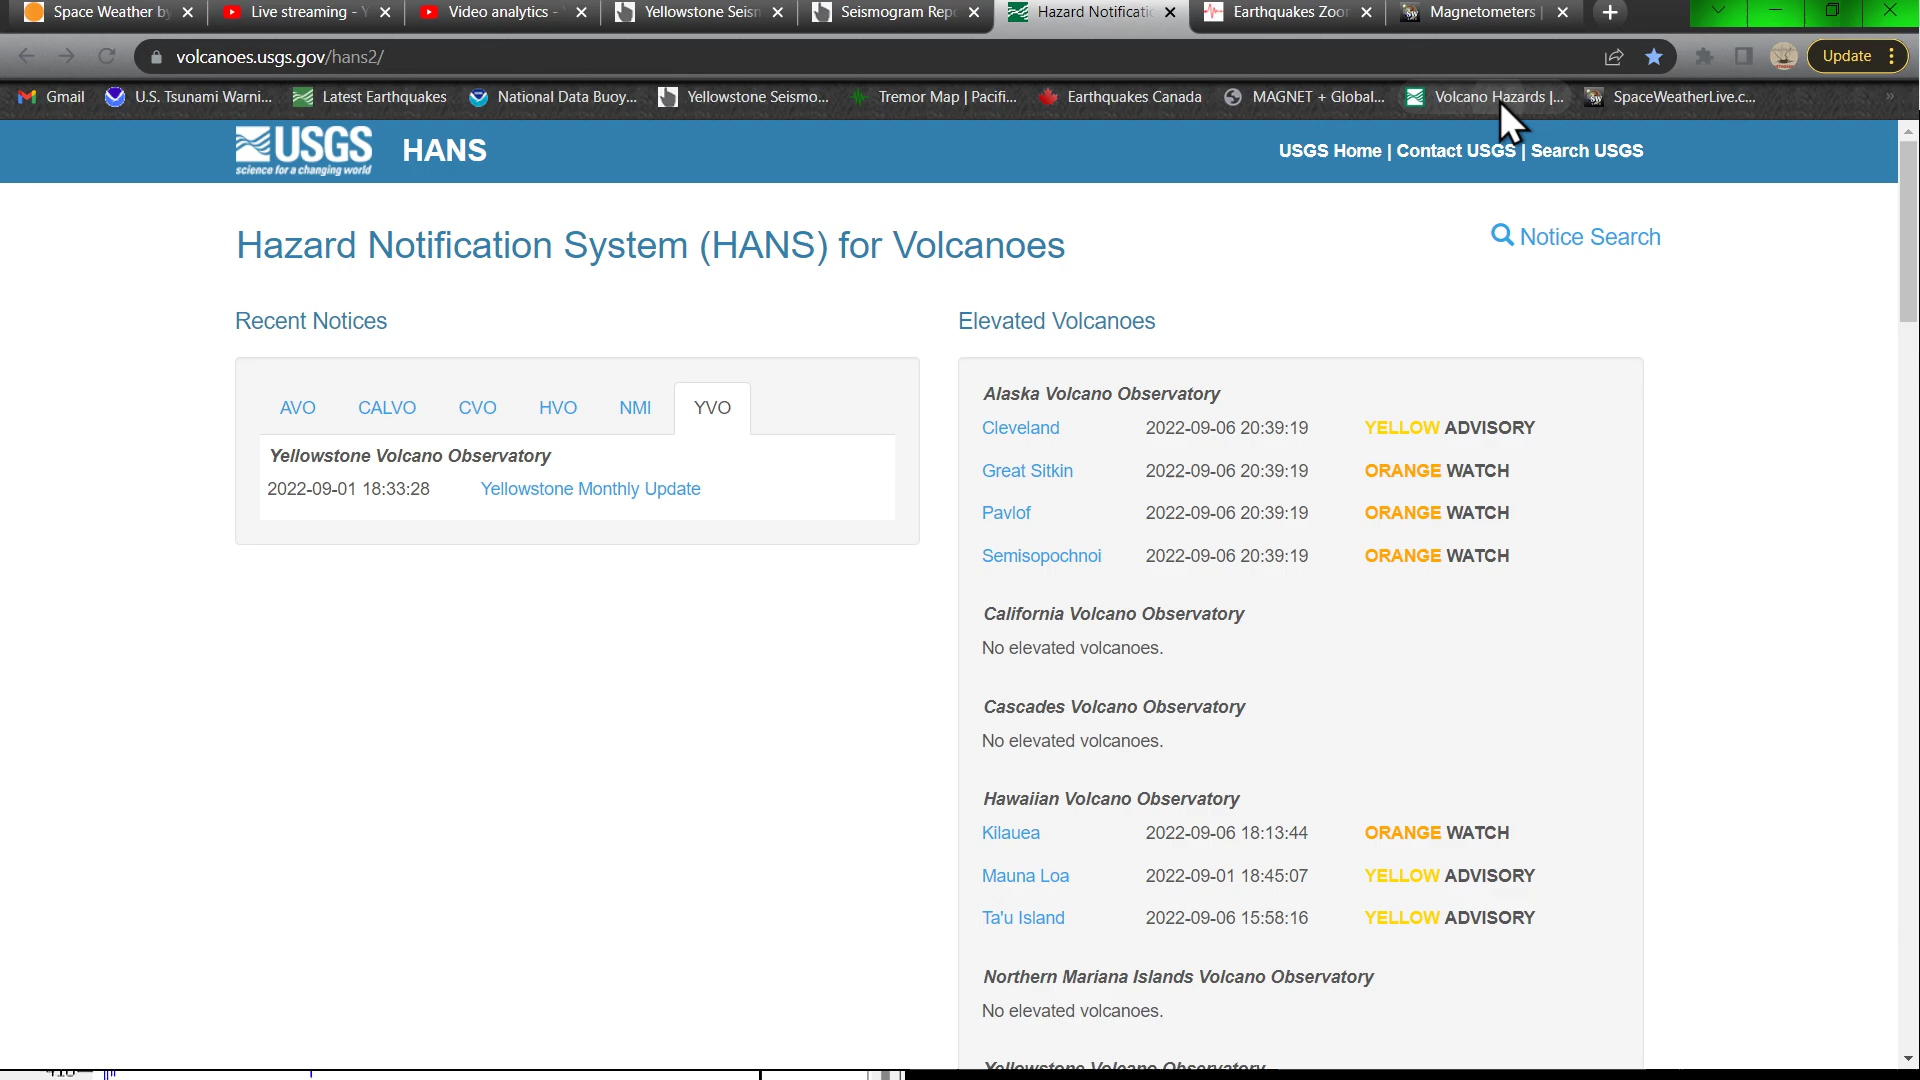 Space Weather by
Live streaming - Y
Video analytics -
Yellowstone Seism
Seismogram Repo
Hazard Notificatio
Earthquakes Zoo
Magnetometers |
volcanoes.usgs.gov/hans2/
Update
Gmail
U.S. Tsunami Warni...
Latest Earthquakes
National Data Buoy...
Yellowstone Seismo...
Tremor Map | Pacifi...
Earthquakes Canada
MAGNET + Global...
Volcano Hazards |...
SpaceWeatherLive.c...
USGS
science for a changing world
HANS
USGS Home | Contact USGS | Search USGS
Hazard Notification System (HANS) for Volcanoes
Notice Search
Recent Notices
AVO CALVO CVO HVO NMI YVO
Yellowstone Volcano Observatory
2022-09-01 18:33:28 Yellowstone Monthly Update
Elevated Volcanoes
Alaska Volcano Observatory
Cleveland 2022-09-06 20:39:19 YELLOW ADVISORY
Great Sitkin 2022-09-06 20:39:19 ORANGE WATCH
Pavlof 2022-09-06 20:39:19 ORANGE WATCH
Semisopochnoi 2022-09-06 20:39:19 ORANGE WATCH
California Volcano Observatory
No elevated volcanoes.
Cascades Volcano Observatory
No elevated volcanoes.
Hawaiian Volcano Observatory
Kilauea 2022-09-06 18:13:44 ORANGE WATCH
Mauna Loa 2022-09-01 18:45:07 YELLOW ADVISORY
Ta'u Island 2022-09-06 15:58:16 YELLOW ADVISORY
Northern Mariana Islands Volcano Observatory
No elevated volcanoes.
Yellowstone Volcano Observatory